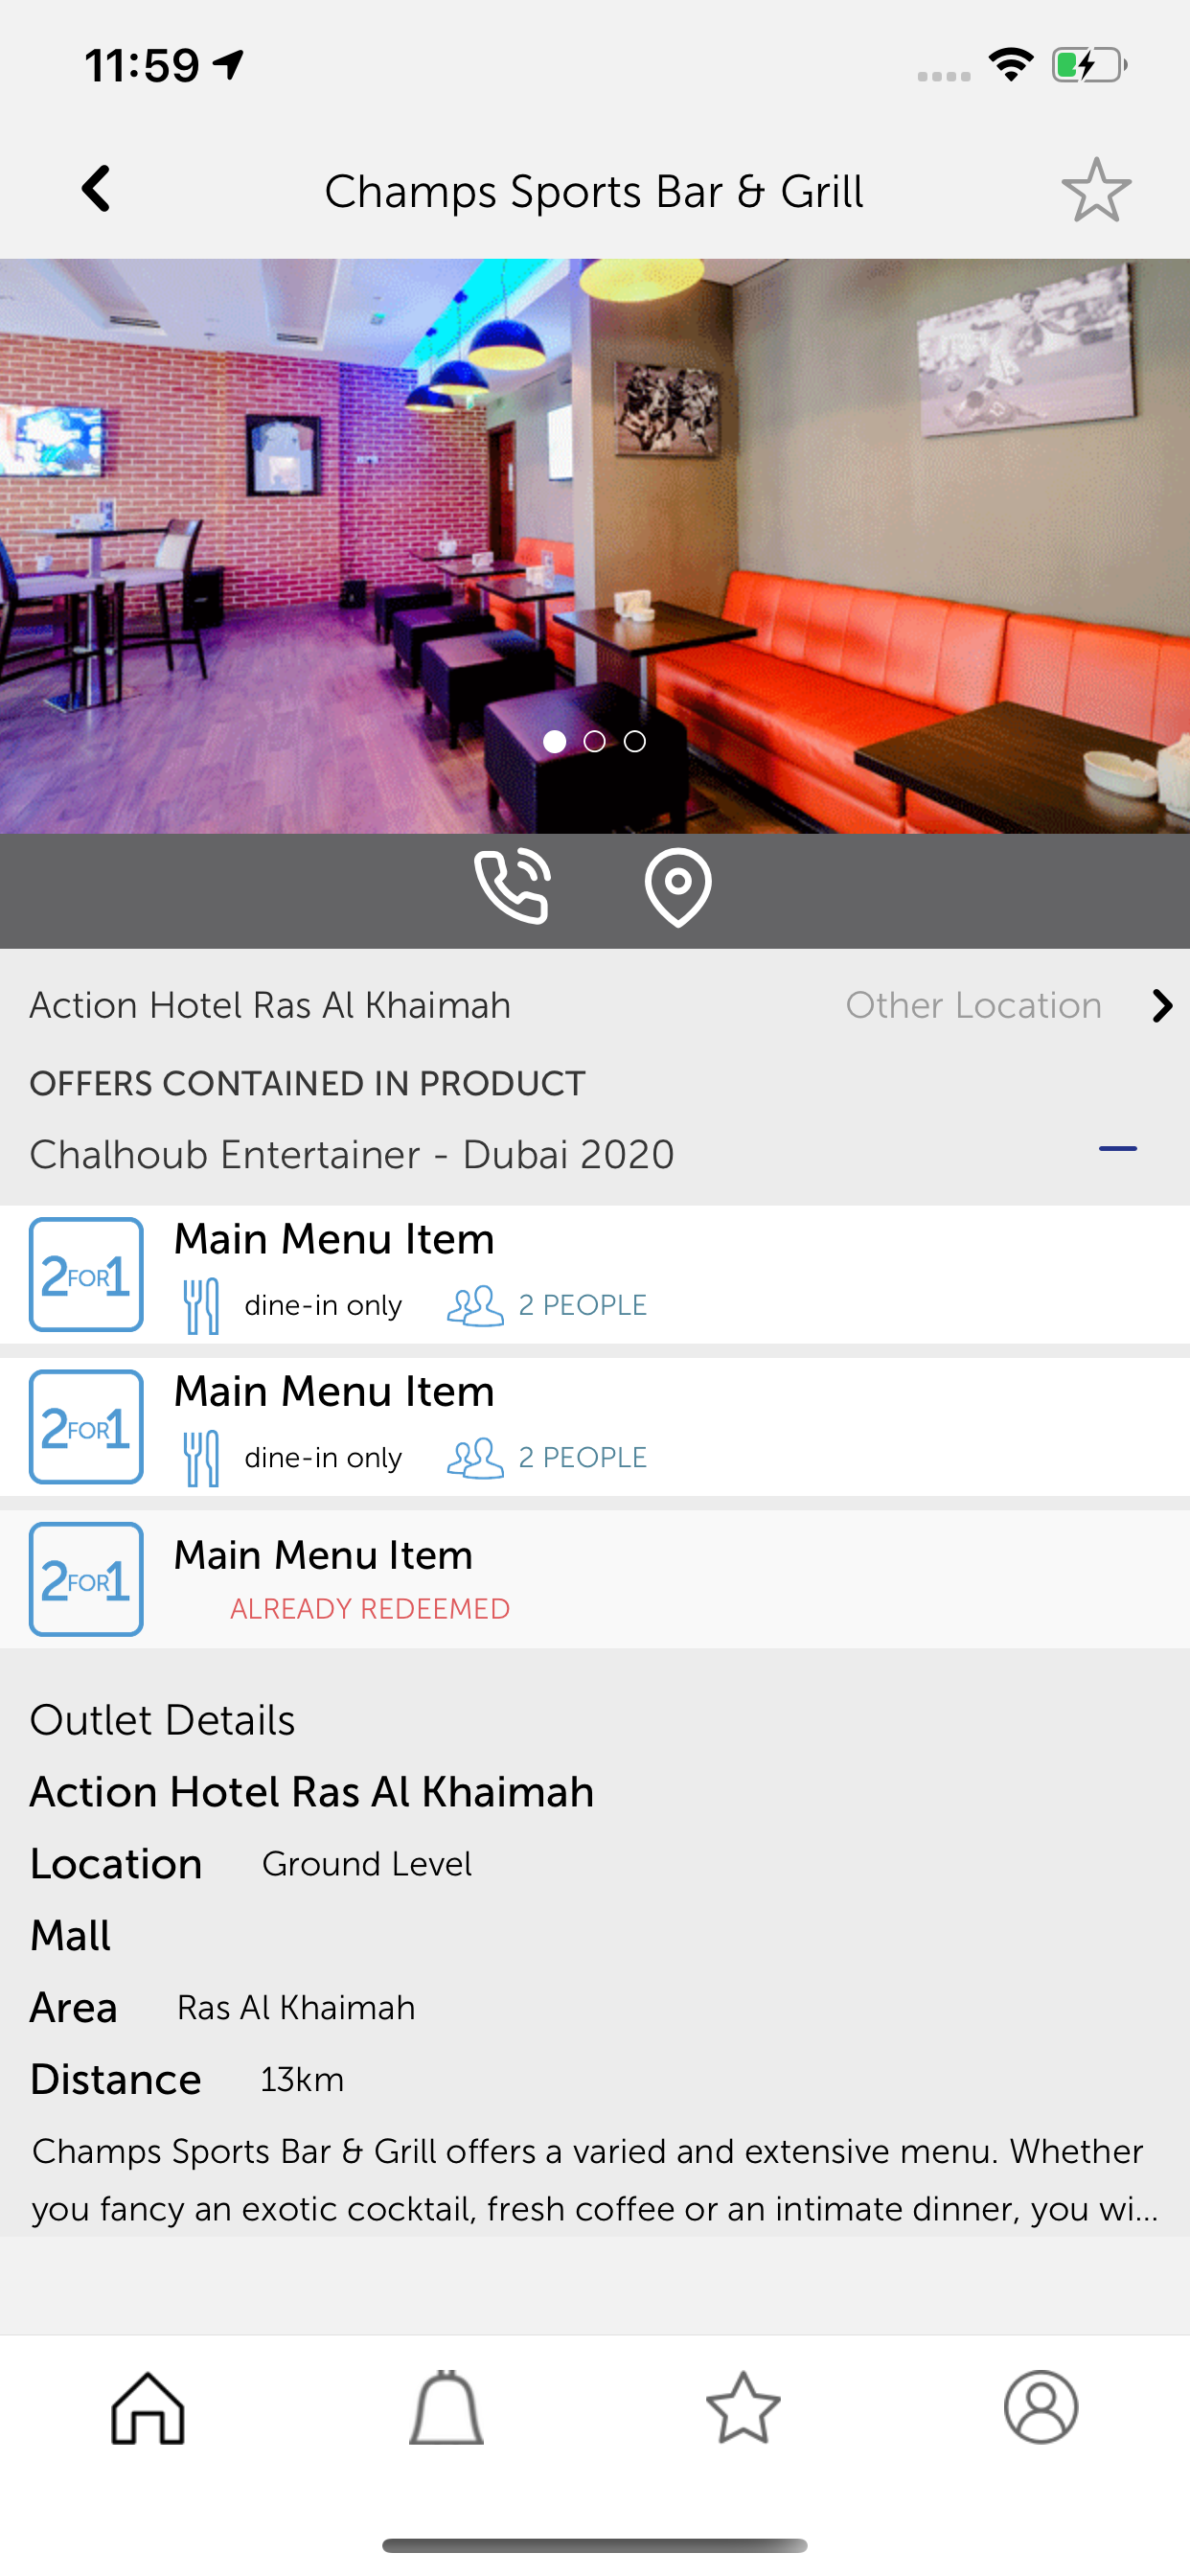 11:59
Champs Sports Bar & Grill
Action Hotel Ras Al Khaimah
Other Location
OFFERS CONTAINED IN PRODUCT
Chalhoub Entertainer - Dubai 2020
2FOR1
Main Menu Item
dine-in only 2 PEOPLE
2FOR1
Main Menu Item
dine-in only 2 PEOPLE
2FOR1
Main Menu Item
ALREADY REDEEMED
Outlet Details
Action Hotel Ras Al Khaimah
Location Ground Level
Mall
Area Ras Al Khaimah
Distance 13km
Champs Sports Bar & Grill offers a varied and extensive menu. Whether
you fancy an exotic cocktail, fresh coffee or an intimate dinner, you wi...